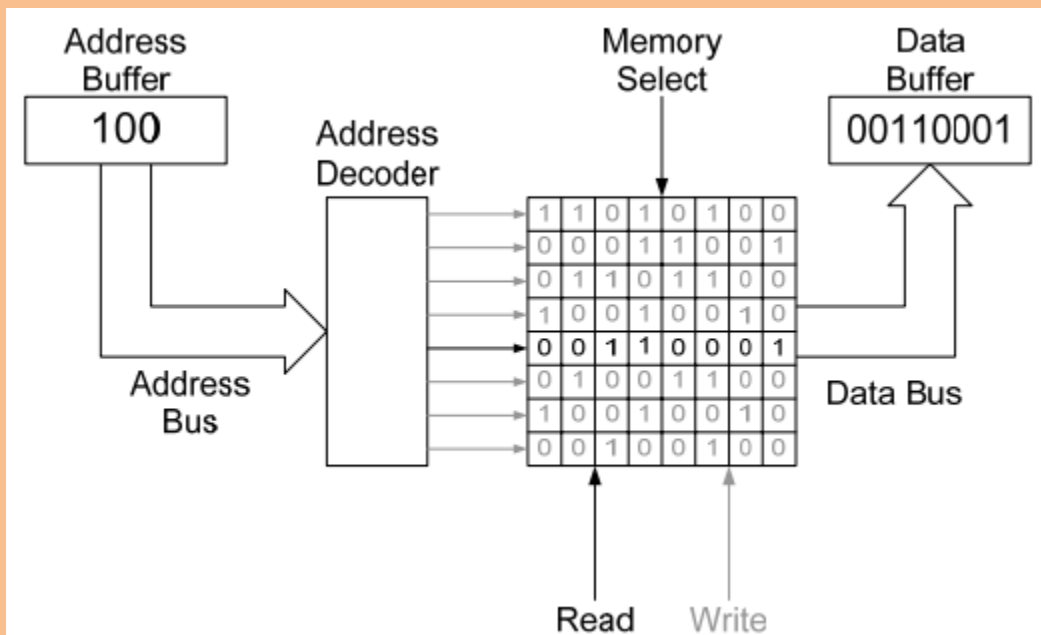 Address
Buffer
100
Memory
Select
Data
Buffer
00110001
Address
Decoder
1 1 0 1 0 1 0 0
0 0 0 1 1 0 0 1
0 1 1 0 1 1 0 0
1 0 0 1 0 0 1 0
0 0 1 1 0 0 0 1
0 1 0 0 1 1 0 0
1 0 0 1 0 0 1 0
0 0 1 0 0 1 0 0
Address
Bus
Data Bus
Read
Write